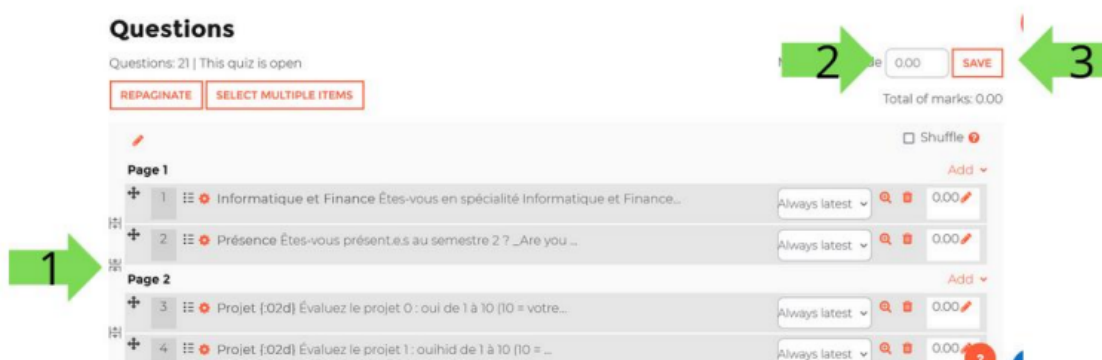 Questions
Questions: 21 | This quiz is open
2
0.00
SAVE
3
REPAGINATE
SELECT MULTIPLE ITEMS
Total of marks: 0.00
Shuffle
Page 1
Add
1 Informatique et Finance Êtes-vous en spécialité Informatique et Finance... Always latest 0.00
2 Présence Êtes-vous présent.e.s au semestre 2 ? _Are you ... Always latest 0.00
1
Page 2
Add
3 Projet {:02d} Évaluez le projet 0 : oui de 1 à 10 (10 = votre... Always latest 0.00
4 Projet {:02d} Évaluez le projet 1 : ouihid de 1 à 10 (10 = ... Always latest 0.00
?